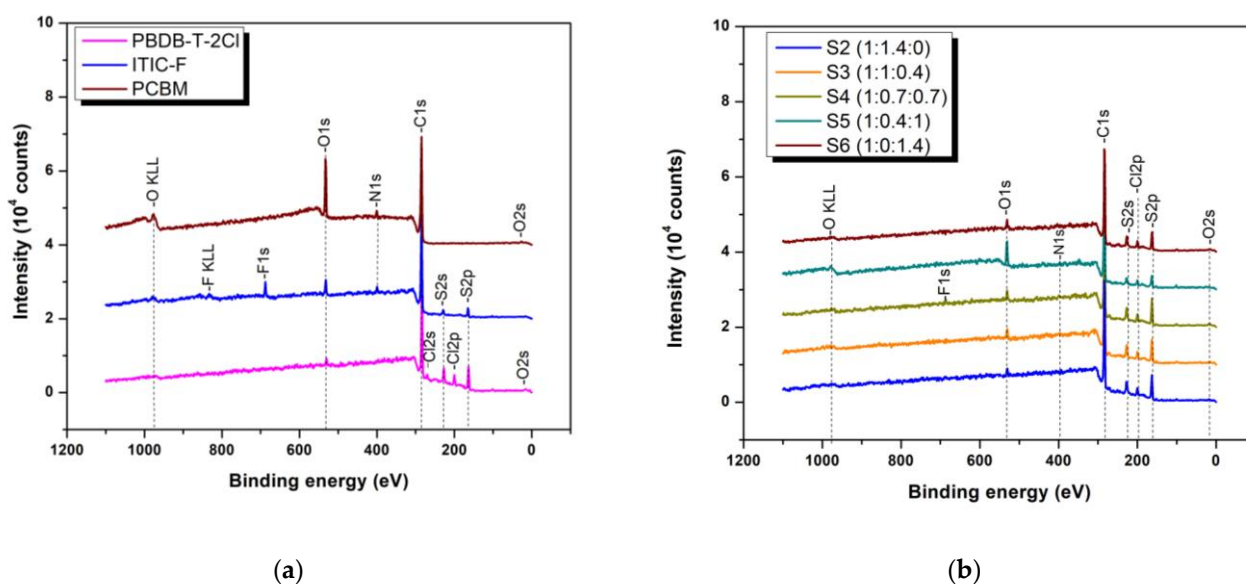 10
8
6
4
2
0
Intensity (10⁴ counts)
PBDB-T-2Cl
ITIC-F
PCBM
-O KLL
-F KLL
-F1s
-O1s
-N1s
-C1s
Cl2s
-S2s
-Cl2p
-S2p
-O2s
-O2s
1200 1000 800 600 400 200 0
Binding energy (eV)
(a)
10
8
6
4
2
0
Intensity (10⁴ counts)
S2 (1:1.4:0)
S3 (1:1:0.4)
S4 (1:0.7:0.7)
S5 (1:0.4:1)
S6 (1:0:1.4)
-O KLL
-F1s
-O1s
-N1s
-C1s
-S2s
-Cl2p
-S2p
-O2s
1200 1000 800 600 400 200 0
Binding energy (eV)
(b)